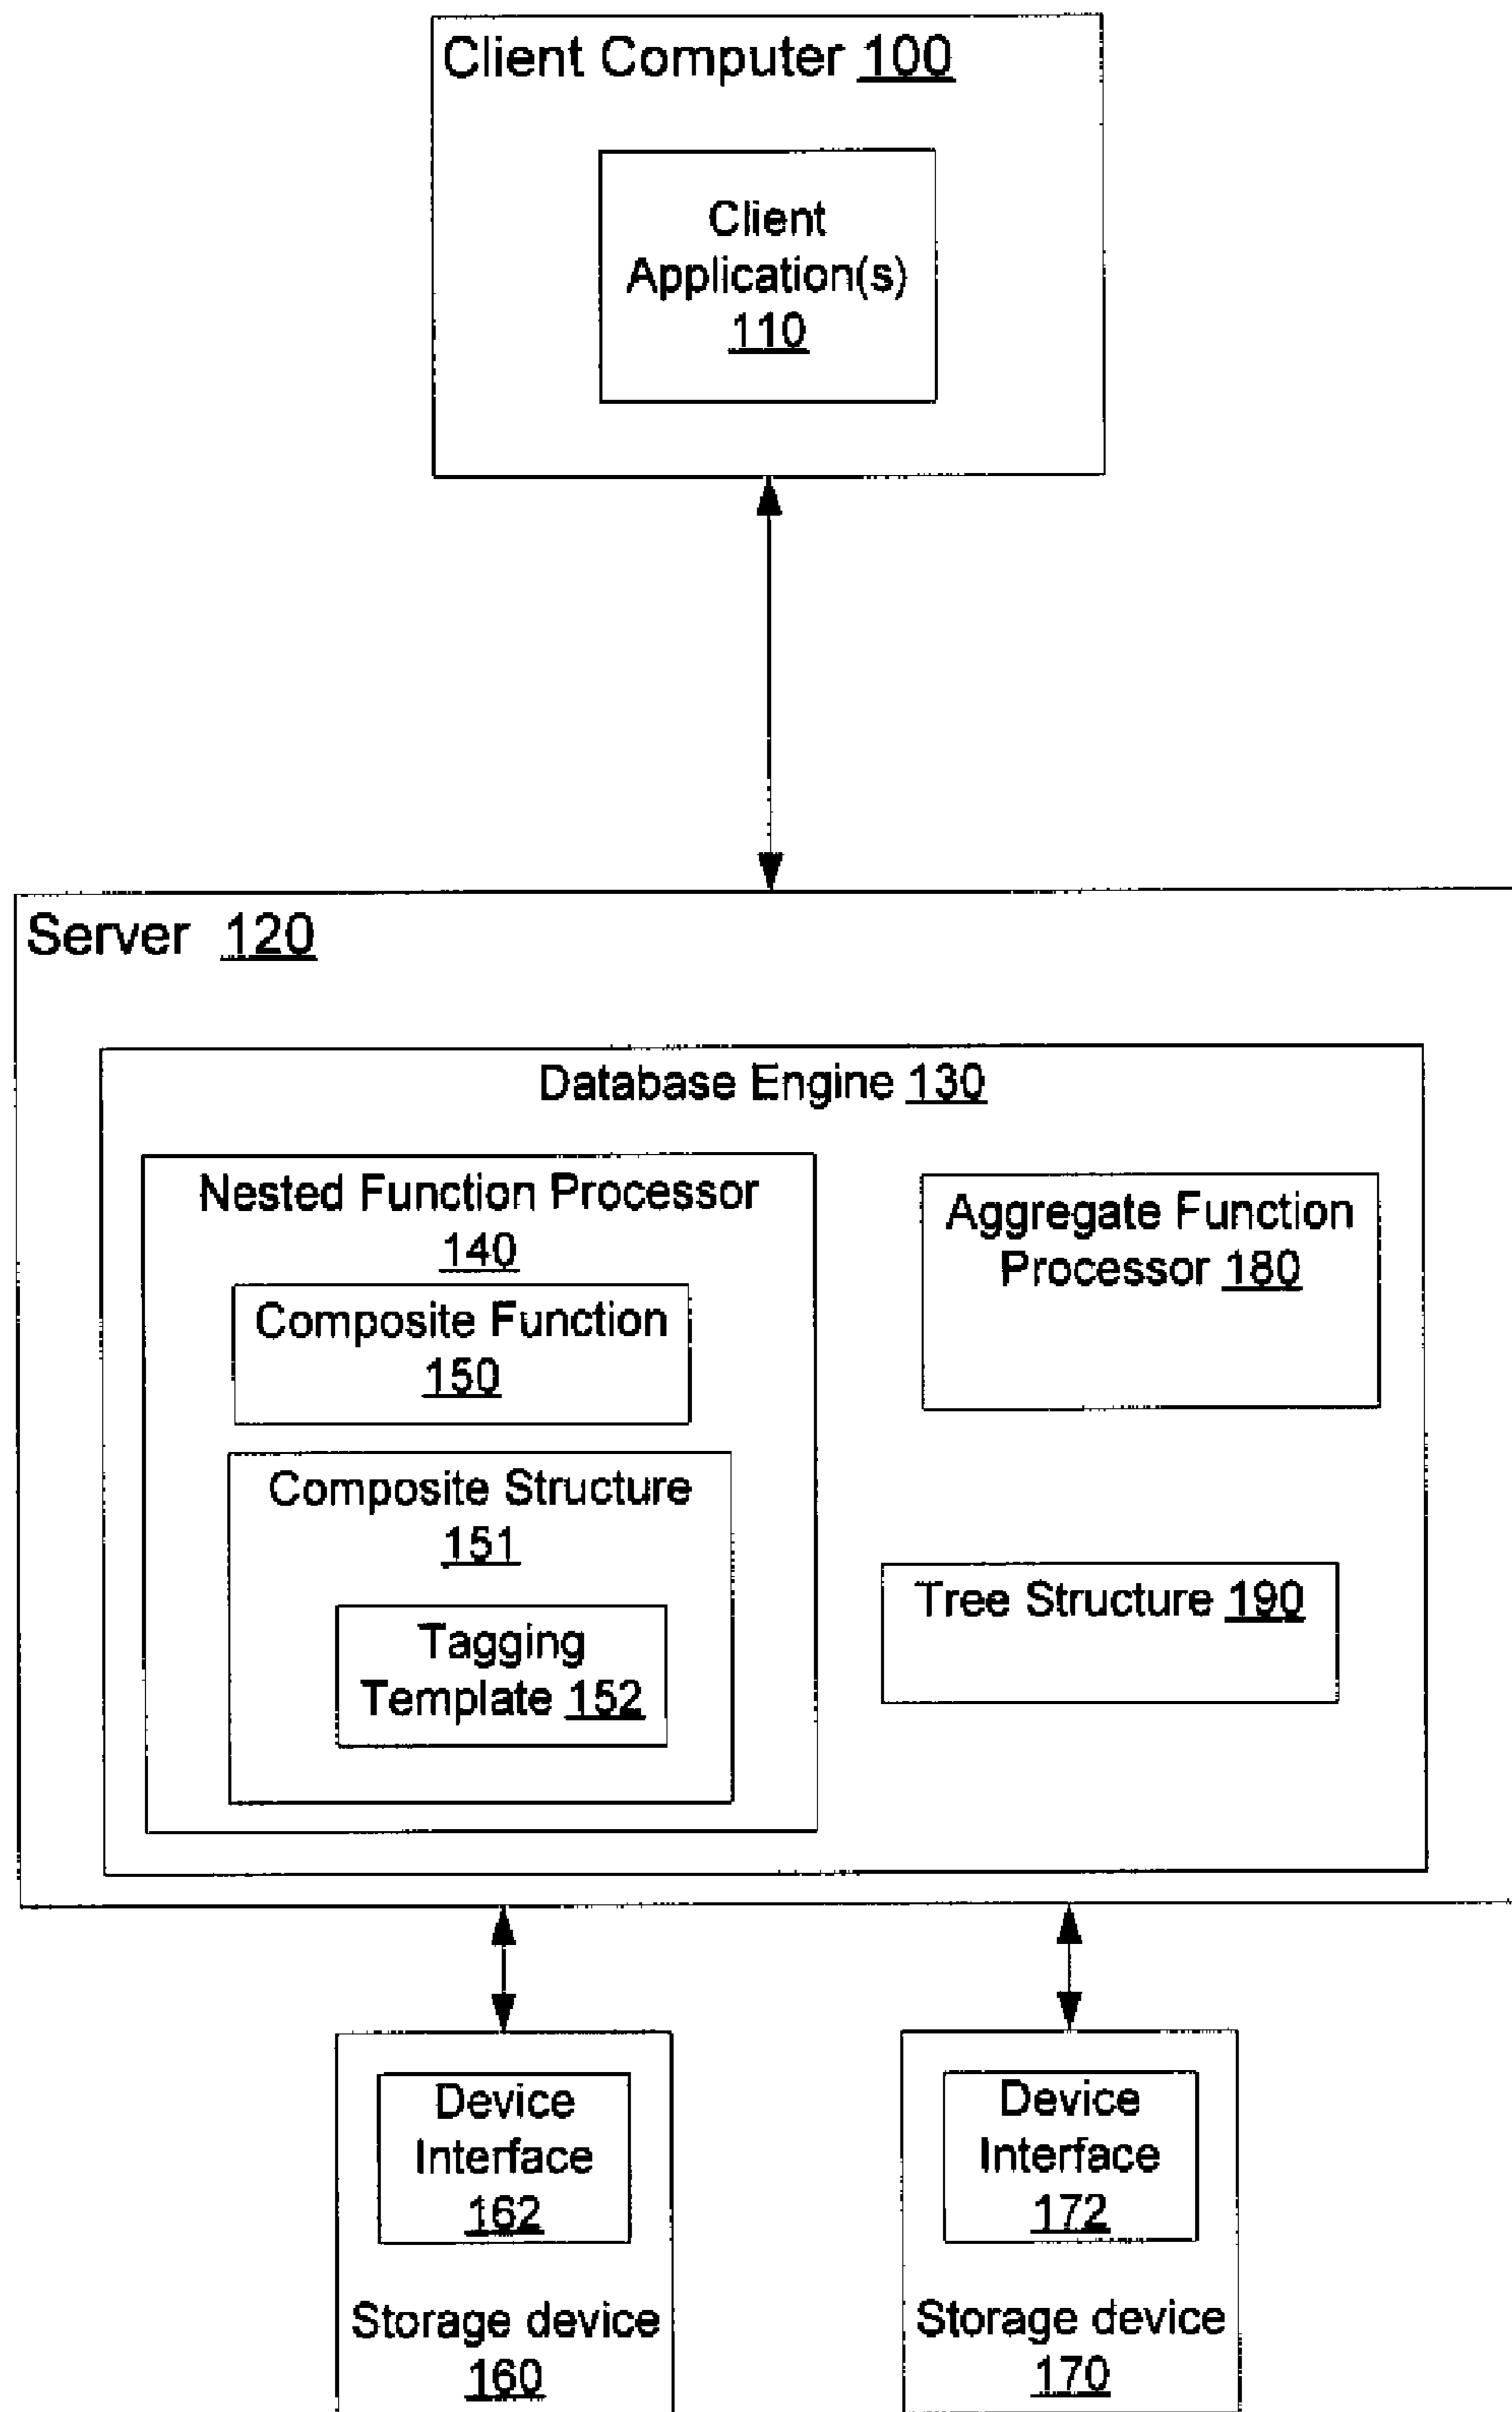 Client Computer 100
Client
Application(s)
110
Server 120
Database Engine 130
Nested Function Processor
140
Composite Function
150
Composite Structure
151
Tagging
Template 152
Aggregate Function
Processor 180
Tree Structure 190
Device
Interface
162
Storage device
160
Device
Interface
172
Storage device
170